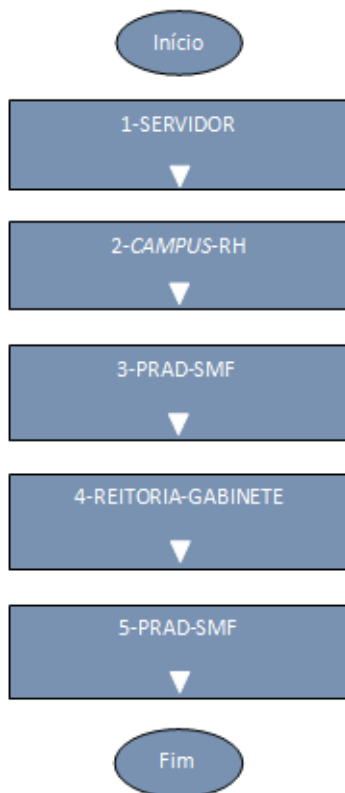 Início
1-SERVIDOR
2-CAMPUS-RH
3-PRAD-SMF
4-REITORIA-GABINETE
5-PRAD-SMF
Fim